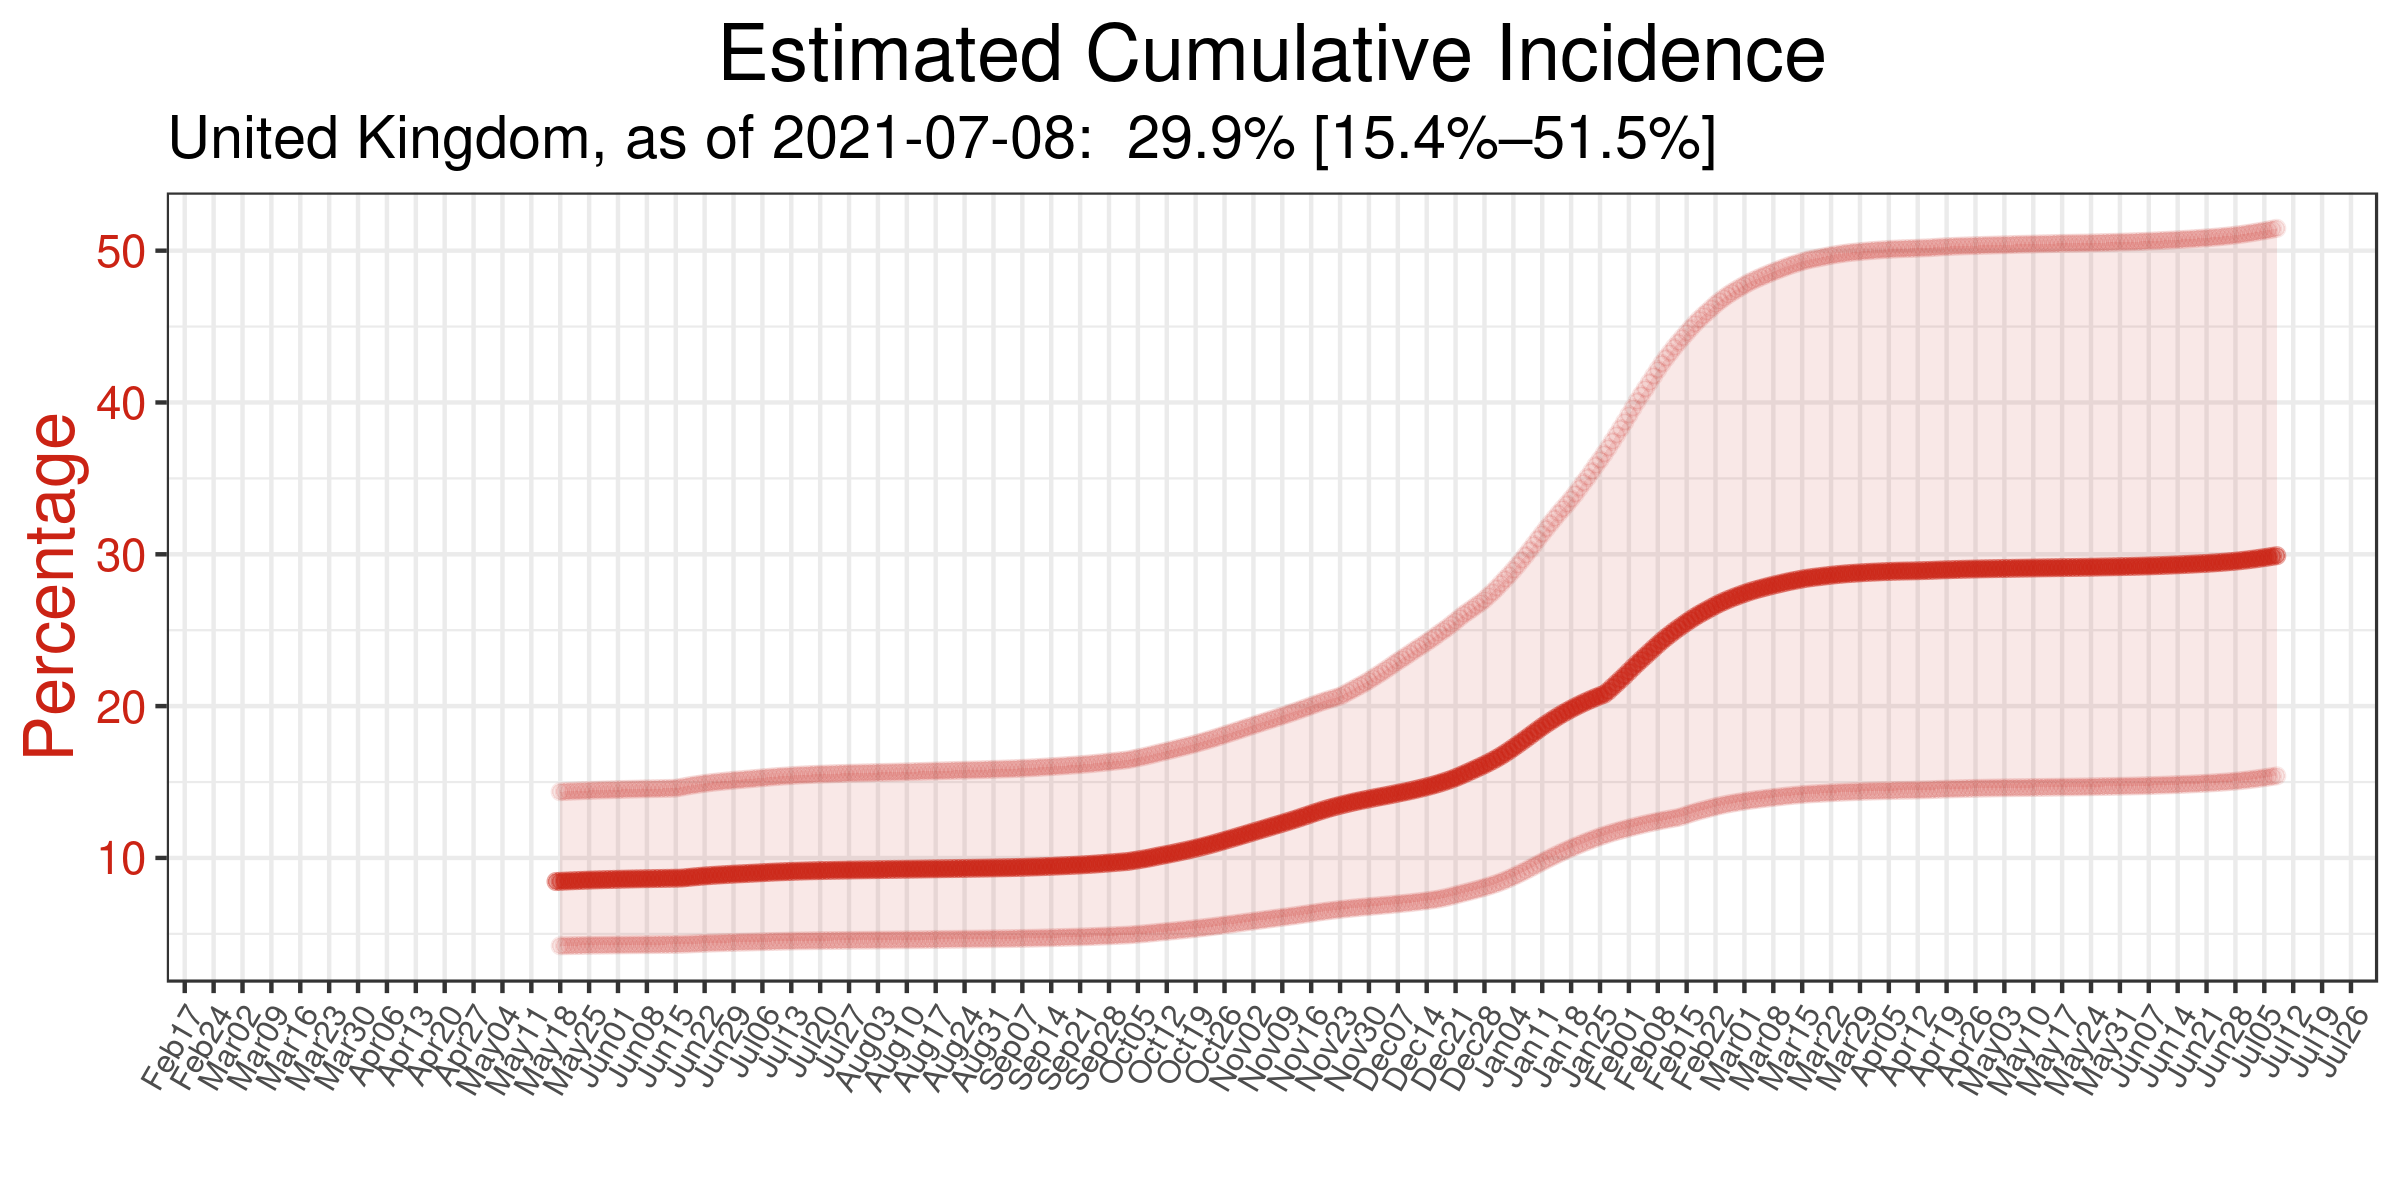 Estimated Cumulative Incidence
United Kingdom, as of 2021-07-08:  29.9% [15.4%–51.5%]
Percentage
50
40
30
20
10
Feb17
Feb24
Mar02
Mar09
Mar16
Mar23
Mar30
Apr06
Apr13
Apr20
Apr27
May04
May11
May18
May25
Jun01
Jun08
Jun15
Jun22
Jun29
Jul06
Jul13
Jul20
Jul27
Aug03
Aug10
Aug17
Aug24
Aug31
Sep07
Sep14
Sep21
Sep28
Oct05
Oct12
Oct19
Oct26
Nov02
Nov09
Nov16
Nov23
Nov30
Dec07
Dec14
Dec21
Dec28
Jan04
Jan11
Jan18
Jan25
Feb01
Feb08
Feb15
Feb22
Mar01
Mar08
Mar15
Mar22
Mar29
Apr05
Apr12
Apr19
Apr26
May03
May10
May17
May24
May31
Jun07
Jun14
Jun21
Jun28
Jul05
Jul12
Jul19
Jul26